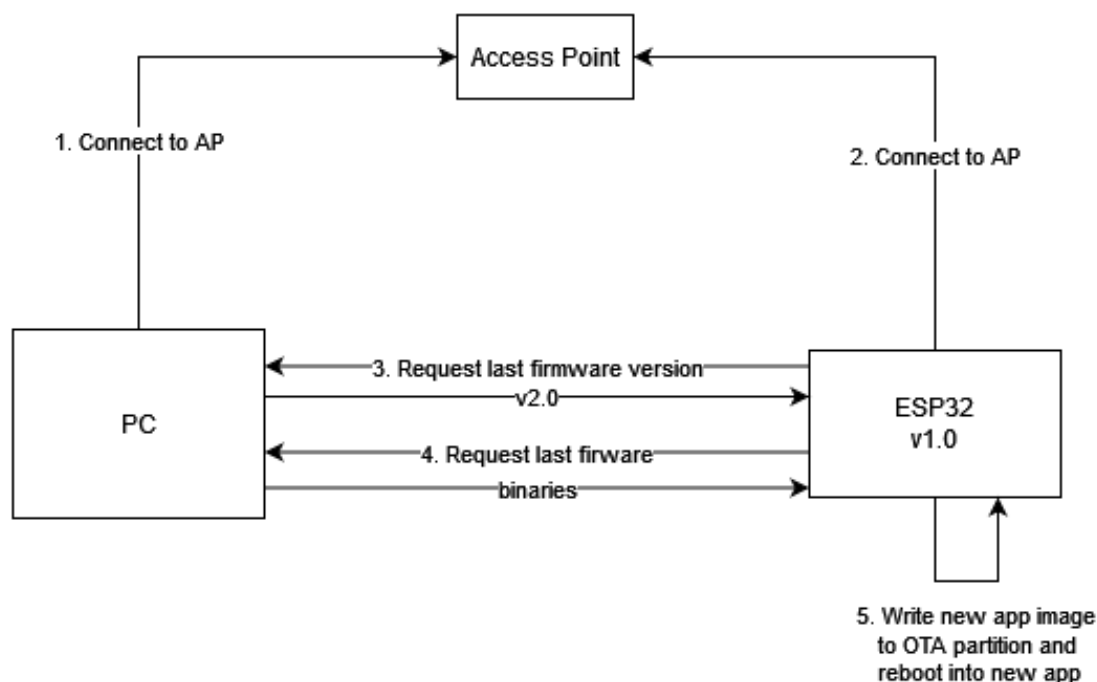 Access Point
1. Connect to AP
2. Connect to AP
3. Request last firmware version
v2.0
PC
ESP32
v1.0
4. Request last firware
binaries
5. Write new app image
to OTA partition and
reboot into new app